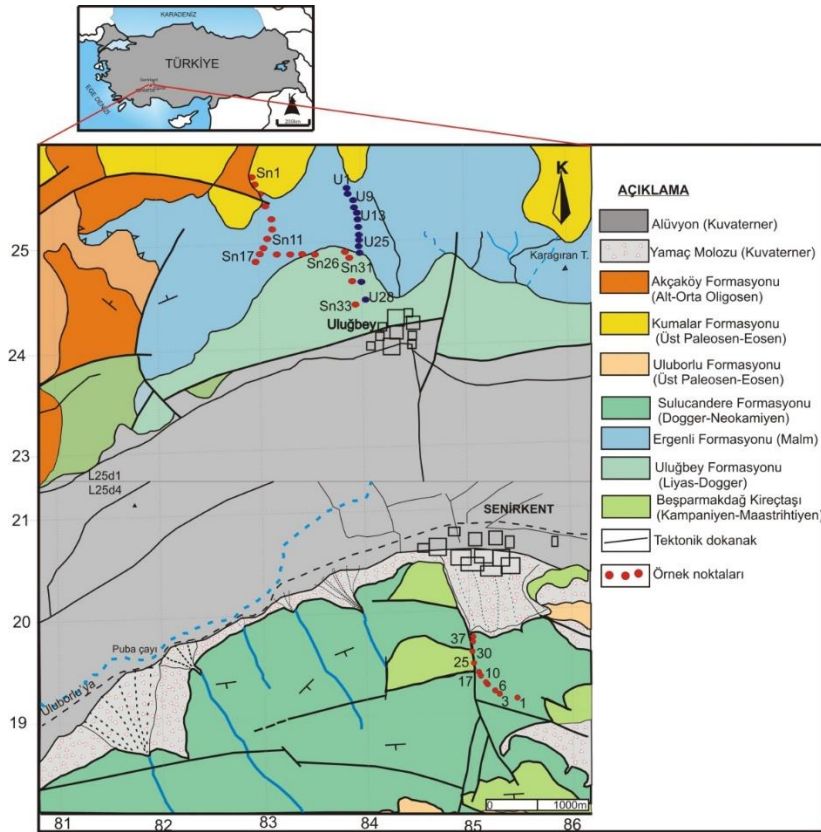 KARADENİZ
TÜRKİYE
EGE DENİZİ
K
200km
K
Sn1
U1
U9
U13
U25
Sn11
Sn17
Sn26
Sn31
Sn33
U28
Uluğbey
Karagıran T.
25
24
23
L25d1
L25d4
21
20
19
SENİRKENT
Puba çayı
Uluborlu'ya
37
30
25
17
10
6
3
1
0 1000m
81 82 83 84 85 86
AÇIKLAMA
Alüvyon (Kuvaterner)
Yamaç Molozu (Kuvaterner)
Akçaköy Formasyonu
(Alt-Orta Oligosen)
Kumalar Formasyonu
(Üst Paleosen-Eosen)
Uluborlu Formasyonu
(Üst Paleosen-Eosen)
Sulucandere Formasyonu
(Dogger-Neokamiyen)
Ergenli Formasyonu (Malm)
Uluğbey Formasyonu
(Liyas-Dogger)
Beşparmakdağ Kireçtaşı
(Kampaniyen-Maastrihtiyen)
Tektonik dokanak
Örnek noktaları